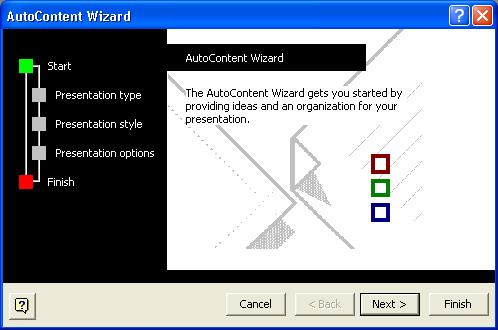 AutoContent Wizard
Start
Presentation type
Presentation style
Presentation options
Finish
AutoContent Wizard
The AutoContent Wizard gets you started by
providing ideas and an organization for your
presentation.
?
Cancel
< Back
Next >
Finish